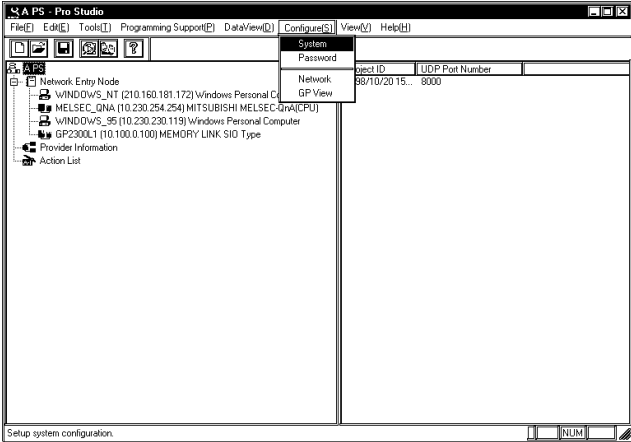 A PS - Pro Studio
File(F) Edit(E) Tools(T) Programming Support(P) DataView(D) Configure(S) View(V) Help(H)
System
Password
Network
GP View
A PS
Network Entry Node
WINDOWS_NT (210.160.181.172) Windows Personal
MELSEC_QNA (10.230.254.254) MITSUBISHI MELSEC-QnA(CPU)
WINDOWS_95 (10.230.230.119) Windows Personal Computer
GP2300L1 (10.100.0.100) MEMORY LINK SIO Type
Provider Information
Action List
oject ID UDP Port Number
98/10/20 15... 8000
Setup system configuration.
NUM